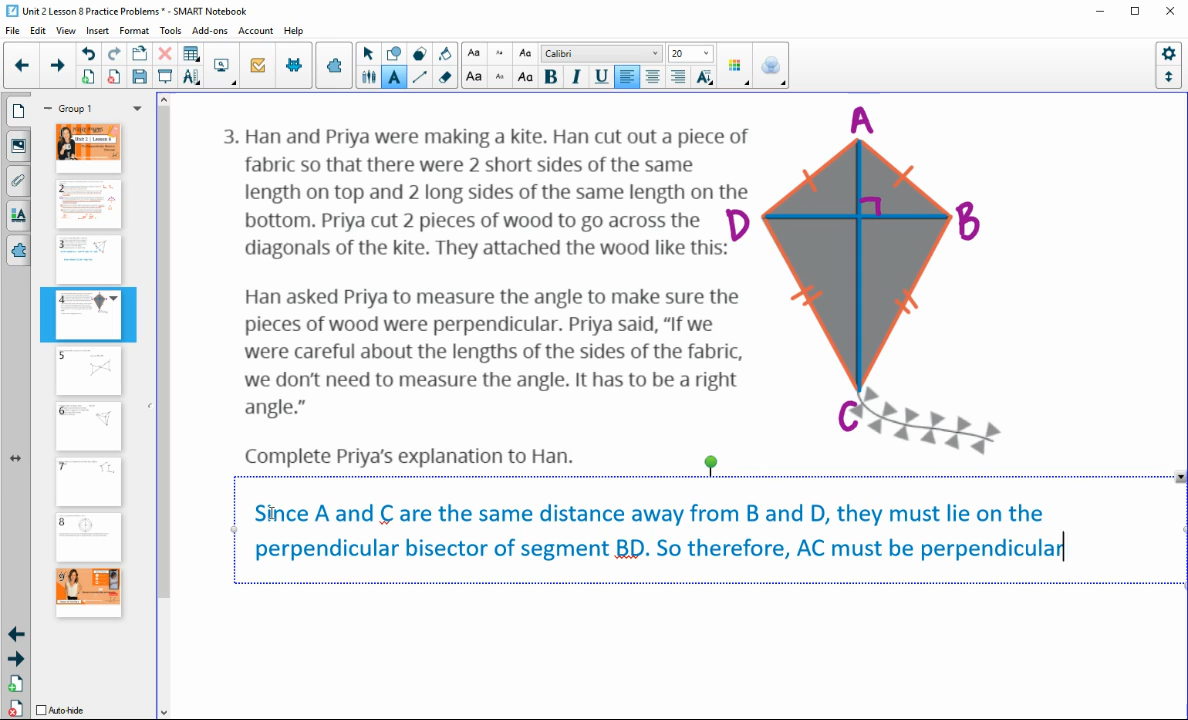 Unit 2 Lesson 8 Practice Problems * - SMART Notebook
File Edit View Insert Format Tools Add-ons Account Help
Calibri 20
Group 1
3. Han and Priya were making a kite. Han cut out a piece of
fabric so that there were 2 short sides of the same
length on top and 2 long sides of the same length on the
bottom. Priya cut 2 pieces of wood to go across the
diagonals of the kite. They attached the wood like this:
A
D
B
C
Han asked Priya to measure the angle to make sure the
pieces of wood were perpendicular. Priya said, “If we
were careful about the lengths of the sides of the fabric,
we don’t need to measure the angle. It has to be a right
angle.”
Complete Priya’s explanation to Han.
Since A and C are the same distance away from B and D, they must lie on the
perpendicular bisector of segment BD. So therefore, AC must be perpendicular
2
3
4
5
6
7
8
9
Auto-hide